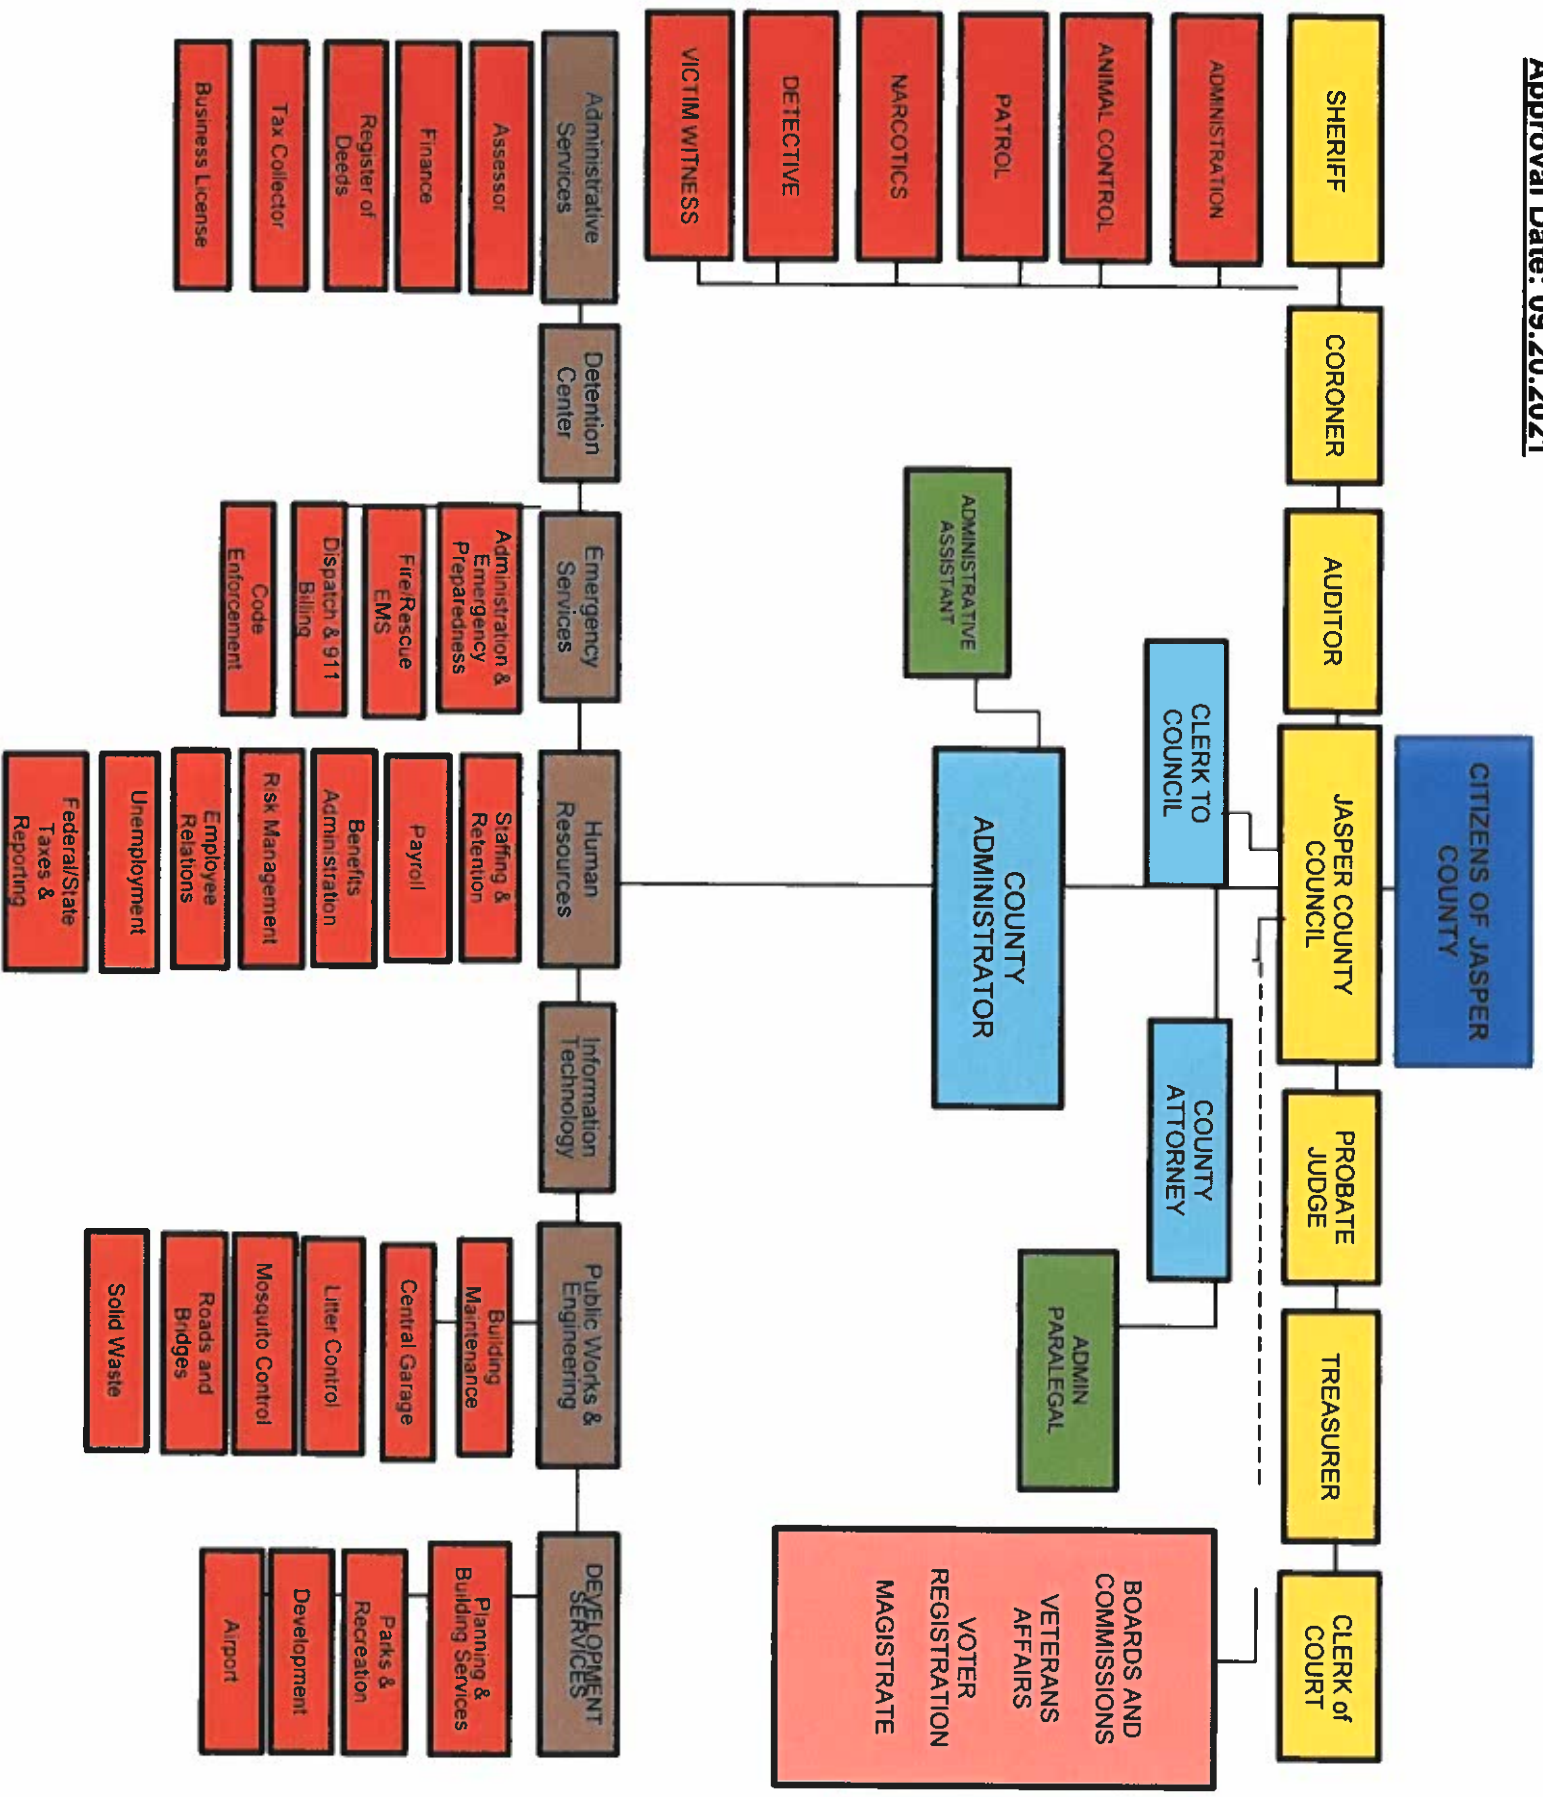 Approval Date: 09.20.2021
CITIZENS OF JASPER
COUNTY
SHERIFF
CORONER
AUDITOR
JASPER COUNTY
COUNCIL
PROBATE
JUDGE
TREASURER
CLERK of
COURT
ADMINISTRATION
ANIMAL CONTROL
PATROL
NARCOTICS
DETECTIVE
VICTIM WITNESS
CLERK TO
COUNCIL
COUNTY
ATTORNEY
ADMIN
PARALEGAL
ADMINISTRATIVE
ASSISTANT
COUNTY
ADMINISTRATOR
BOARDS AND
COMMISSIONS
VETERANS
AFFAIRS
VOTER
REGISTRATION
MAGISTRATE
Administrative
Services
Assessor
Finance
Register of
Deeds
Tax Collector
Business License
Detention
Center
Emergency
Services
Administration &
Emergency
Preparedness
Fire/Rescue
EMS
Dispatch & 911
Billing
Code
Enforcement
Human
Resources
Staffing &
Retention
Payroll
Benefits
Administration
Risk Management
Employee
Relations
Unemployment
Federal/State
Taxes &
Reporting
Information
Technology
Public Works &
Engineering
Building
Maintenance
Central Garage
Litter Control
Mosquito Control
Roads and
Bridges
Solid Waste
DEVELOPMENT
SERVICES
Planning &
Building Services
Parks &
Recreation
Development
Airport